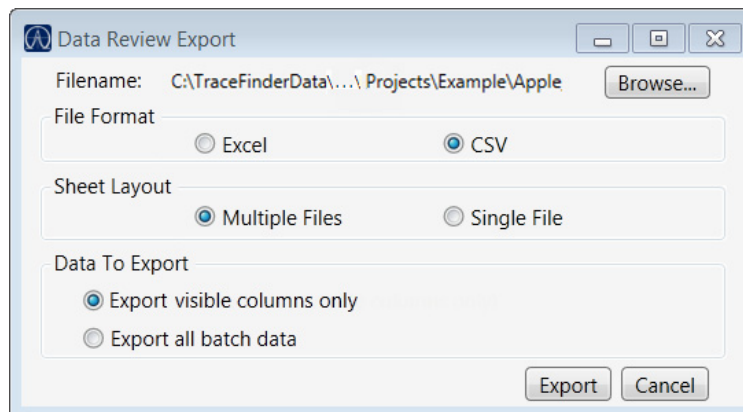 Data Review Export
Filename: C:\TraceFinderData\...\ Projects\Example\Apple Browse...
File Format
Excel CSV
Sheet Layout
Multiple Files Single File
Data To Export
Export visible columns only
Export all batch data
Export Cancel